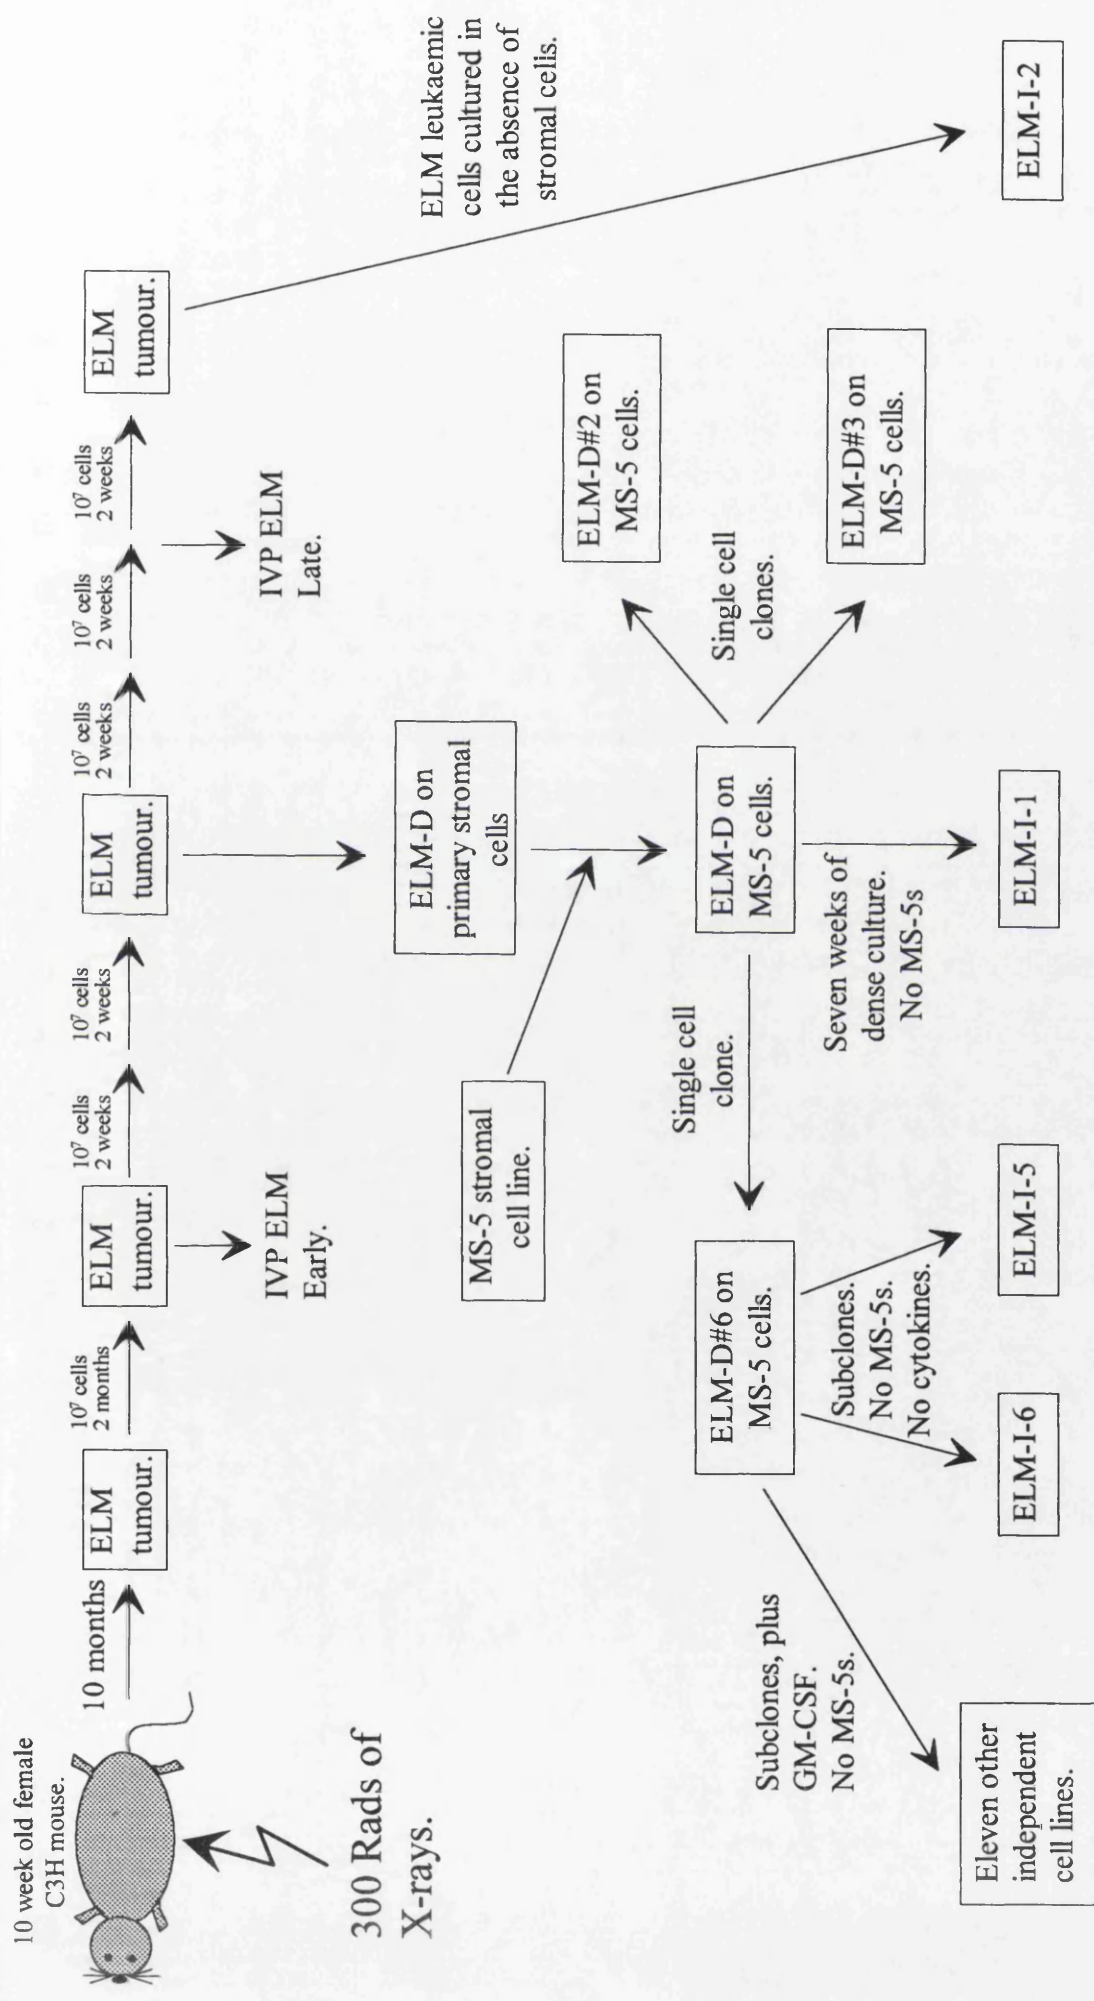 10 week old female
C3H mouse.
300 Rads of
X-rays.
10 months
ELM
tumour.
10⁷ cells
2 months
ELM
tumour.
IVP ELM
Early.
10⁷ cells
2 weeks
10⁷ cells
2 weeks
ELM
tumour.
10⁷ cells
2 weeks
10⁷ cells
2 weeks
IVP ELM
Late.
10⁷ cells
2 weeks
ELM
tumour.
ELM leukaemic
cells cultured in
the absence of
stromal cells.
ELM-I-2
ELM-D on
primary stromal
cells
MS-5 stromal
cell line.
ELM-D on
MS-5 cells.
Single cell
clones.
ELM-D#2 on
MS-5 cells.
ELM-D#3 on
MS-5 cells.
Seven weeks of
dense culture.
No MS-5s
ELM-I-1
Single cell
clone.
ELM-D#6 on
MS-5 cells.
Subclones.
No MS-5s.
No cytokines.
ELM-I-5
ELM-I-6
Subclones, plus
GM-CSF.
No MS-5s.
Eleven other
independent
cell lines.